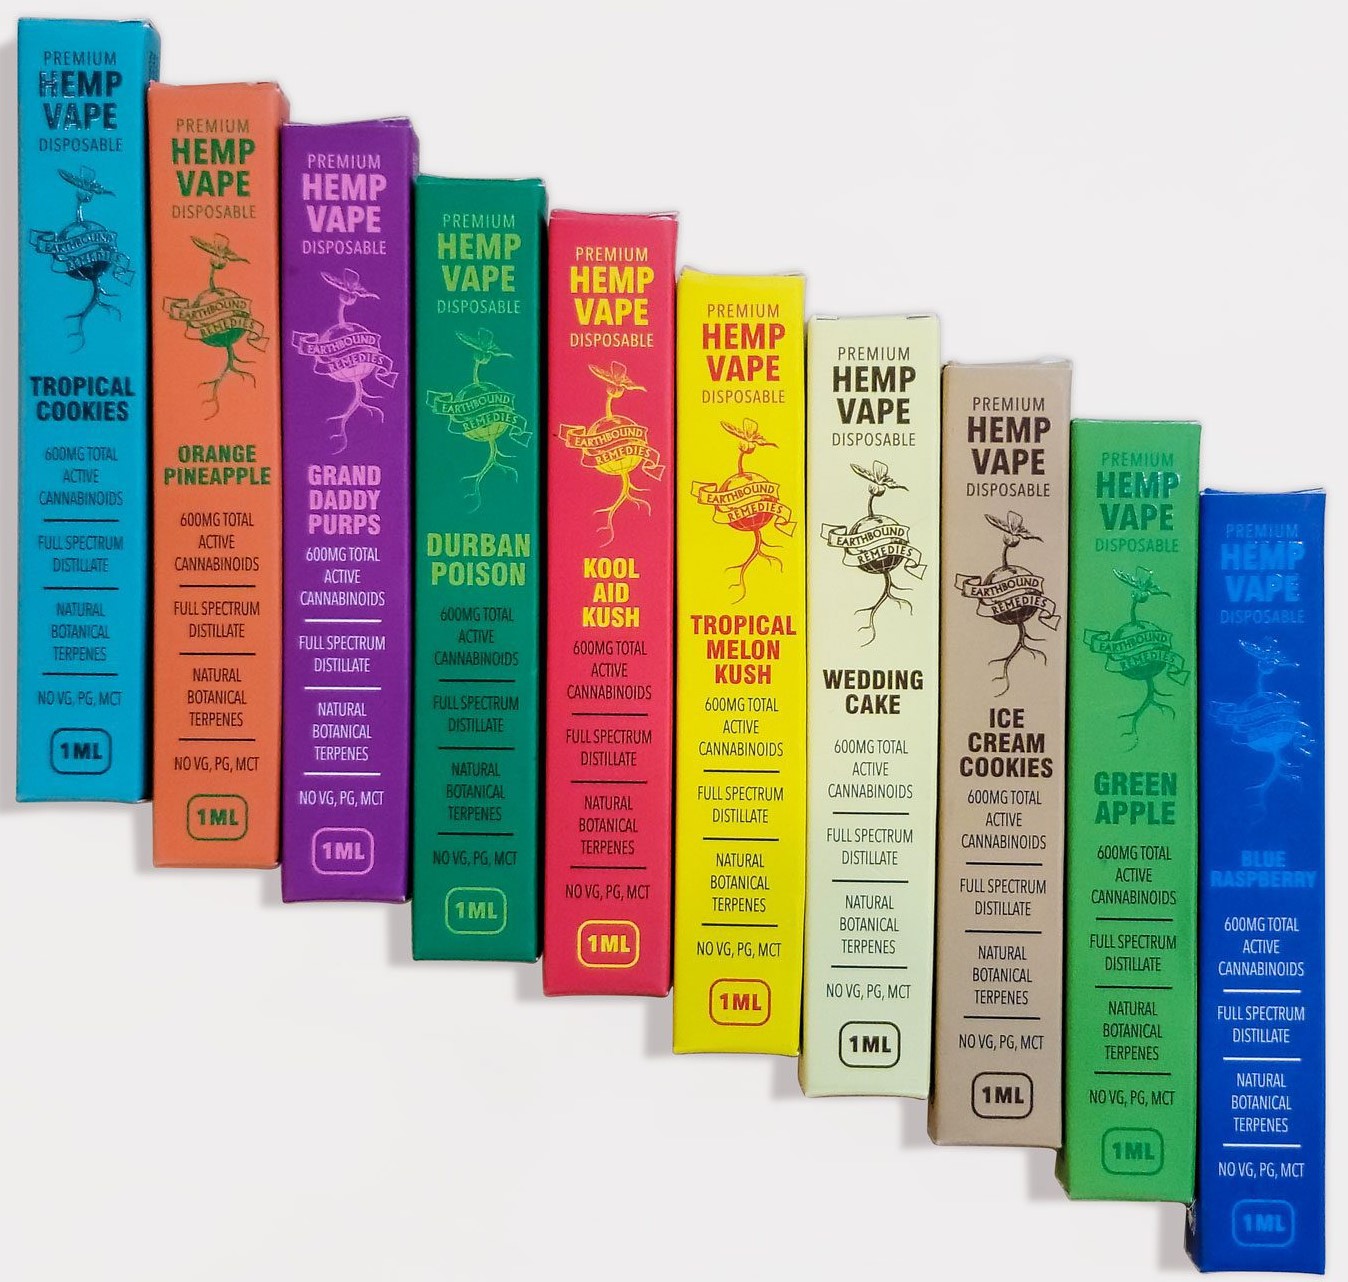 PREMIUM
HEMP
VAPE
DISPOSABLE
EARTHBOUND
REMEDIES
TROPICAL
COOKIES
600MG TOTAL
ACTIVE
CANNABINOIDS
FULL SPECTRUM
DISTILLATE
NATURAL
BOTANICAL
TERPENES
NO VG, PG, MCT
1ML
PREMIUM
HEMP
VAPE
DISPOSABLE
EARTHBOUND
REMEDIES
ORANGE
PINEAPPLE
600MG TOTAL
ACTIVE
CANNABINOIDS
FULL SPECTRUM
DISTILLATE
NATURAL
BOTANICAL
TERPENES
NO VG, PG, MCT
1ML
PREMIUM
HEMP
VAPE
DISPOSABLE
EARTHBOUND
REMEDIES
GRAND
DADDY
PURPS
600MG TOTAL
ACTIVE
CANNABINOIDS
FULL SPECTRUM
DISTILLATE
NATURAL
BOTANICAL
TERPENES
NO VG, PG, MCT
1ML
PREMIUM
HEMP
VAPE
DISPOSABLE
EARTHBOUND
REMEDIES
DURBAN
POISON
600MG TOTAL
ACTIVE
CANNABINOIDS
FULL SPECTRUM
DISTILLATE
NATURAL
BOTANICAL
TERPENES
NO VG, PG, MCT
1ML
PREMIUM
HEMP
VAPE
DISPOSABLE
EARTHBOUND
REMEDIES
KOOL
AID
KUSH
600MG TOTAL
ACTIVE
CANNABINOIDS
FULL SPECTRUM
DISTILLATE
NATURAL
BOTANICAL
TERPENES
NO VG, PG, MCT
1ML
PREMIUM
HEMP
VAPE
DISPOSABLE
EARTHBOUND
REMEDIES
TROPICAL
MELON
KUSH
600MG TOTAL
ACTIVE
CANNABINOIDS
FULL SPECTRUM
DISTILLATE
NATURAL
BOTANICAL
TERPENES
NO VG, PG, MCT
1ML
PREMIUM
HEMP
VAPE
DISPOSABLE
EARTHBOUND
REMEDIES
WEDDING
CAKE
600MG TOTAL
ACTIVE
CANNABINOIDS
FULL SPECTRUM
DISTILLATE
NATURAL
BOTANICAL
TERPENES
NO VG, PG, MCT
1ML
PREMIUM
HEMP
VAPE
DISPOSABLE
EARTHBOUND
REMEDIES
ICE
CREAM
COOKIES
600MG TOTAL
ACTIVE
CANNABINOIDS
FULL SPECTRUM
DISTILLATE
NATURAL
BOTANICAL
TERPENES
NO VG, PG, MCT
1ML
PREMIUM
HEMP
VAPE
DISPOSABLE
EARTHBOUND
REMEDIES
GREEN
APPLE
600MG TOTAL
ACTIVE
CANNABINOIDS
FULL SPECTRUM
DISTILLATE
NATURAL
BOTANICAL
TERPENES
NO VG, PG, MCT
1ML
PREMIUM
HEMP
VAPE
DISPOSABLE
BLUE
RASPBERRY
600MG TOTAL
ACTIVE
CANNABINOIDS
FULL SPECTRUM
DISTILLATE
NATURAL
BOTANICAL
TERPENES
NO VG, PG, MCT
1ML